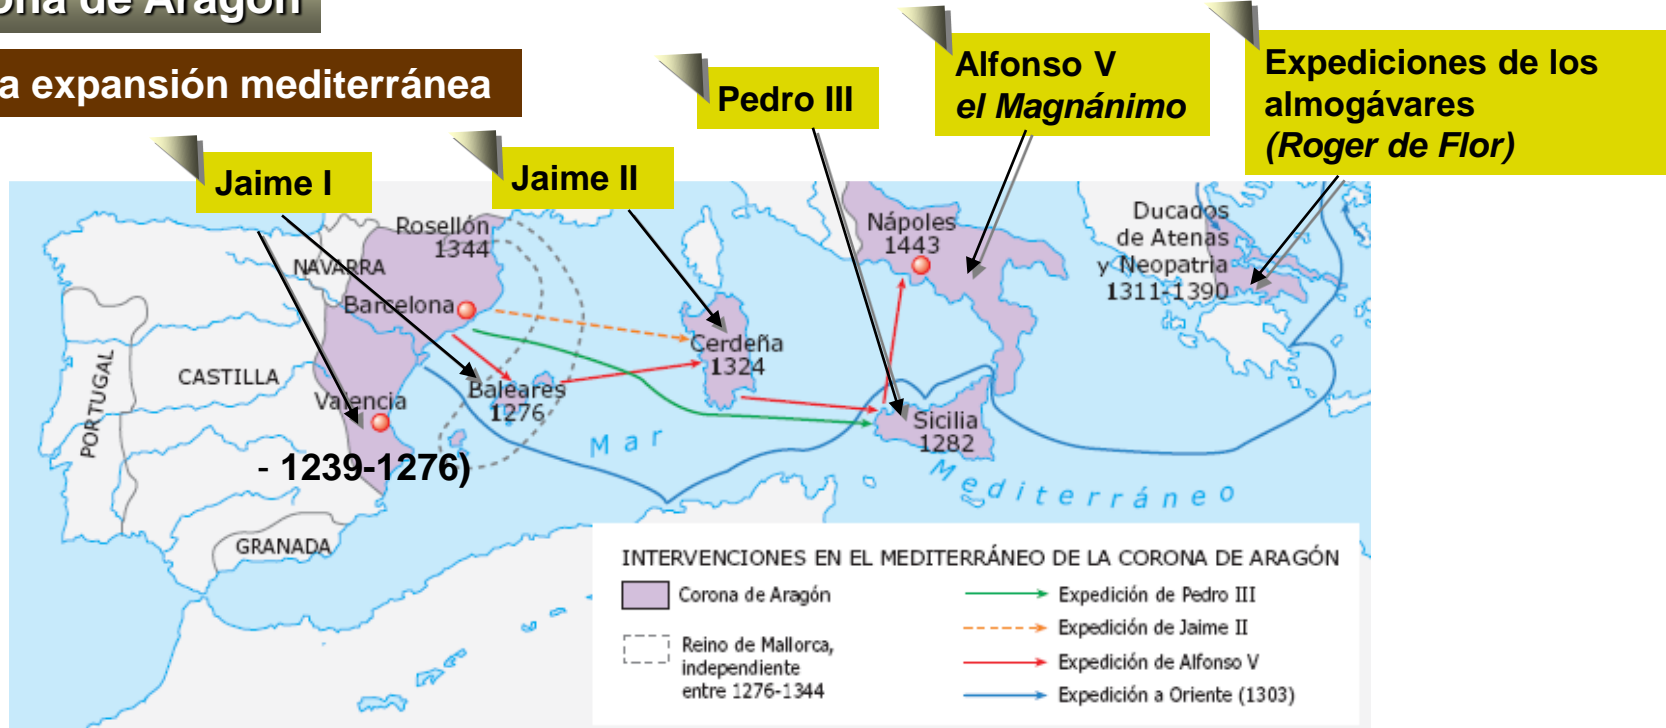 ona de Aragón
a expansión mediterránea
Jaime I
Jaime II
Pedro III
Alfonso V
el Magnánimo
Expediciones de los
almogávares
(Roger de Flor)
Rosellón
1344
NAVARRA
Barcelona
CASTILLA
PORTUGAL
Valencia
- 1239-1276)
GRANADA
Baleares
1276
Cerdeña
1324
Nápoles
1443
Sicilia
1282
Ducados
de Atenas
y Neopatria
1311-1390
Mar
Mediterráneo
INTERVENCIONES EN EL MEDITERRÁNEO DE LA CORONA DE ARAGÓN
Corona de Aragón
Reino de Mallorca,
independiente
entre 1276-1344
Expedición de Pedro III
Expedición de Jaime II
Expedición de Alfonso V
Expedición a Oriente (1303)